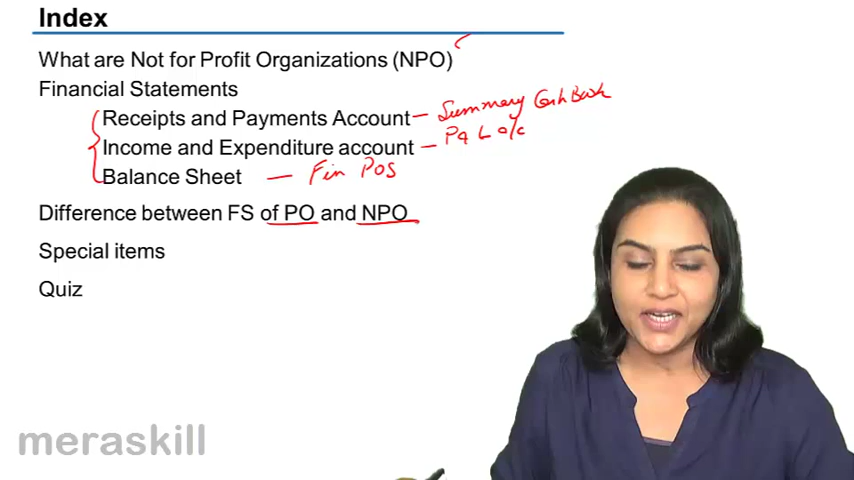 Index
What are Not for Profit Organizations (NPO)
Financial Statements
Receipts and Payments Account — Summary Cash Book
Income and Expenditure account — P & L a/c
Balance Sheet — Fin Pos
Difference between FS of PO and NPO
Special items
Quiz
meraskill